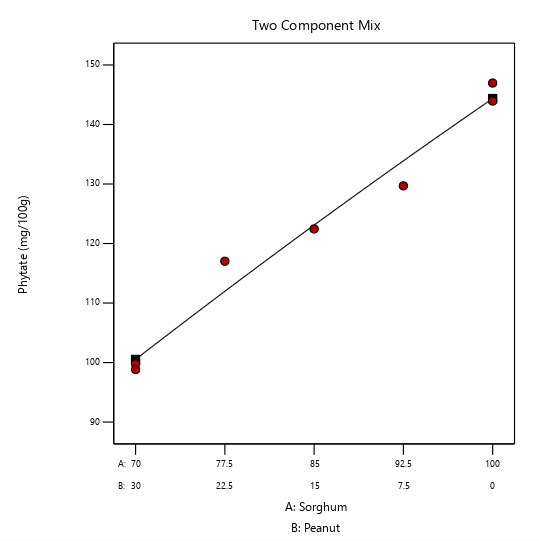 Two Component Mix
Phytate (mg/100g)
150
140
130
120
110
100
90
A: 70 77.5 85 92.5 100
B: 30 22.5 15 7.5 0
A: Sorghum
B: Peanut